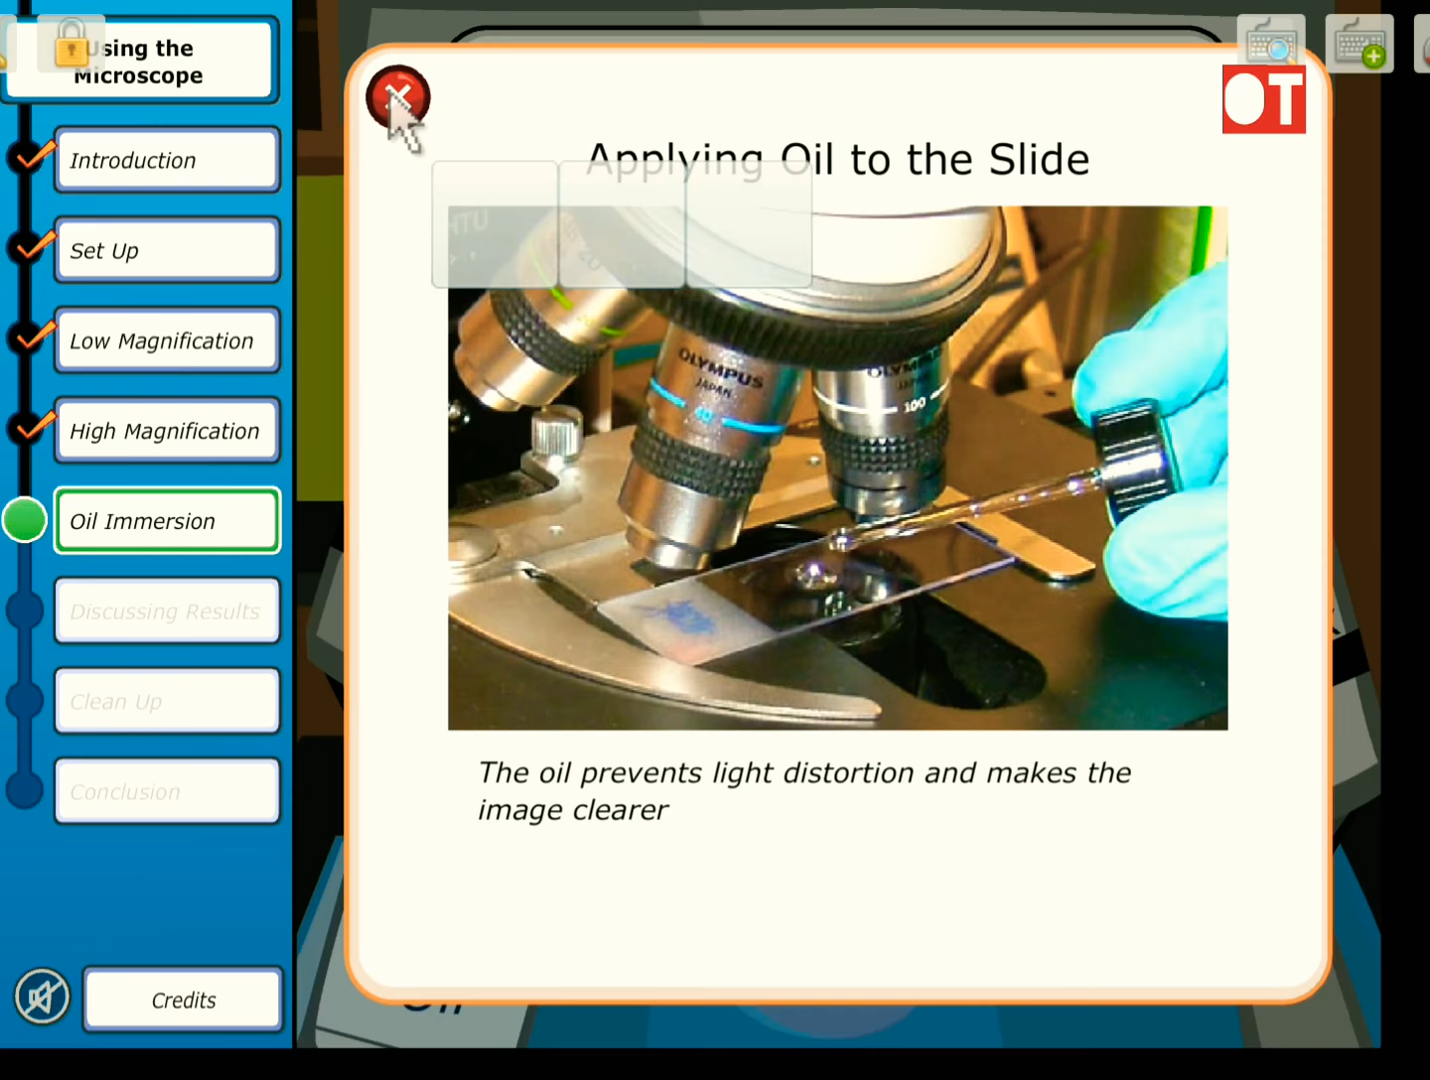 Using the
Microscope
Introduction
Set Up
Low Magnification
High Magnification
Oil Immersion
Discussing Results
Clean Up
Conclusion
Credits
OT
Applying Oil to the Slide
OLYMPUS
JAPAN
40
OLYMPUS
JAPAN
100
The oil prevents light distortion and makes the
image clearer